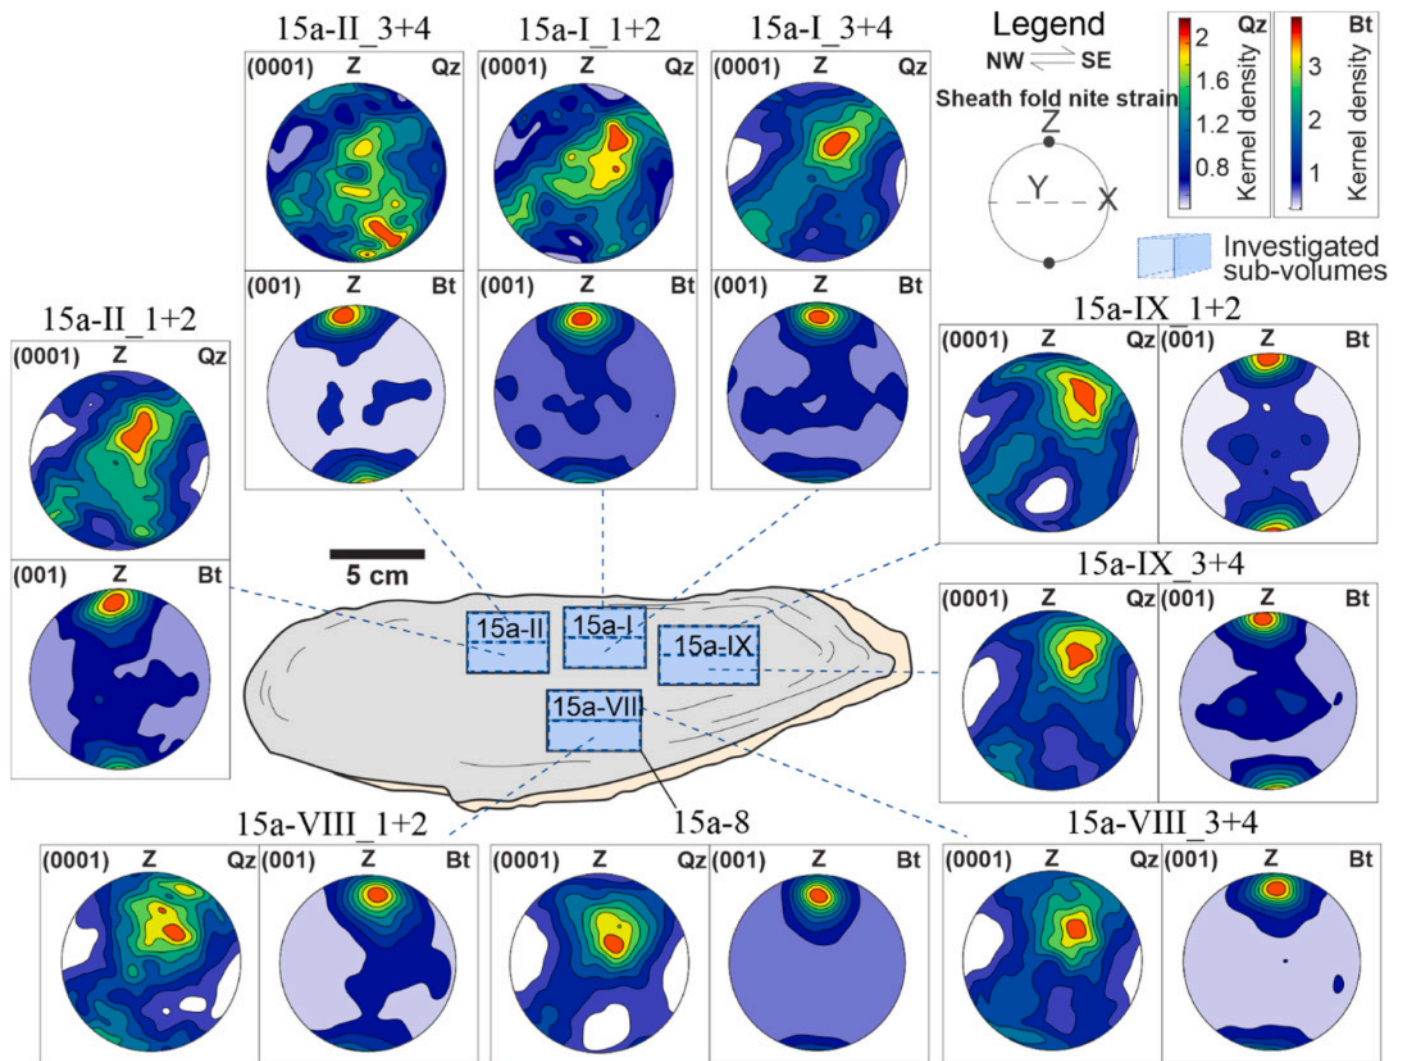 15a-II_3+4
15a-I_1+2
15a-I_3+4
Legend
NW SE
Sheath fold nite strain
Z
Y
X
Qz
2
1.6
1.2
0.8
Kernel density
Bt
3
2
1
Kernel density
Investigated
sub-volumes
(0001) Z Qz
(0001) Z Qz
(0001) Z Qz
(001) Z Bt
(001) Z Bt
(001) Z Bt
15a-II_1+2
(0001) Z Qz
(001) Z Bt
15a-IX_1+2
(0001) Z Qz
(001) Z Bt
15a-IX_3+4
(0001) Z Qz
(001) Z Bt
5 cm
15a-II
15a-I
15a-IX
15a-VII
15a-VIII_1+2
15a-8
15a-VIII_3+4
(0001) Z Qz
(001) Z Bt
(0001) Z Qz
(001) Z Bt
(0001) Z Qz
(001) Z Bt